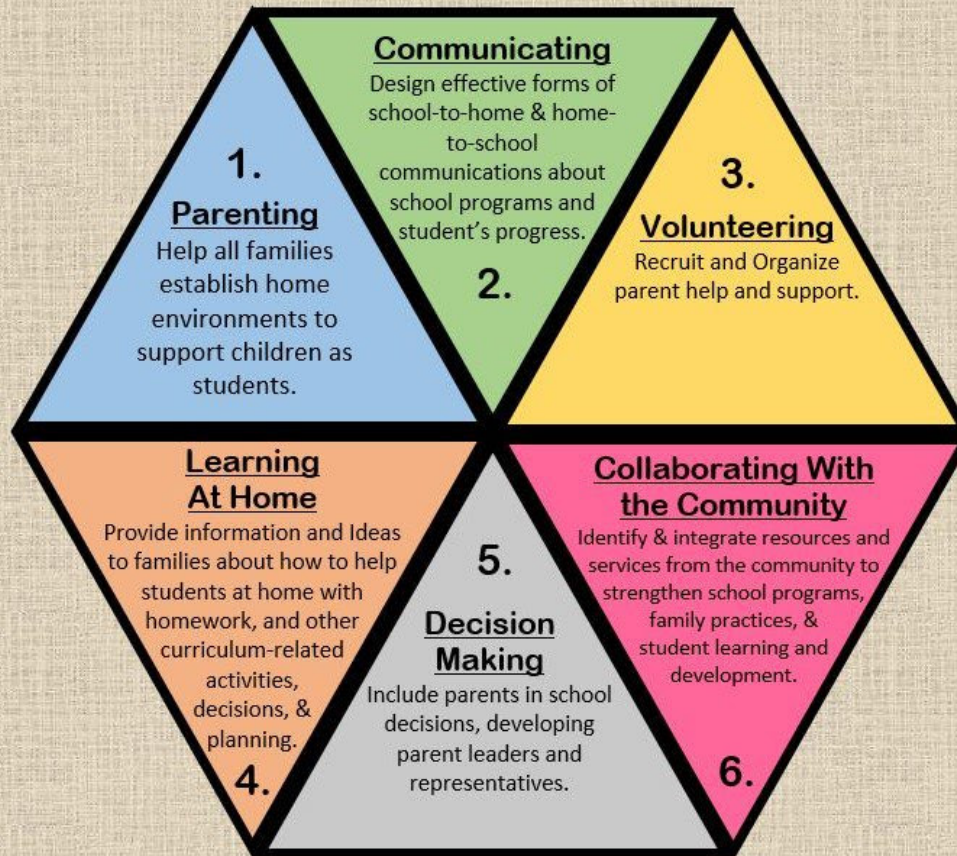 1.
Parenting
Help all families
establish home
environments to
support children as
students.
Communicating
Design effective forms of
school-to-home & home-
to-school
communications about
school programs and
student’s progress.
2.
3.
Volunteering
Recruit and Organize
parent help and support.
Learning
At Home
Provide information and Ideas
to families about how to help
students at home with
homework, and other
curriculum-related
activities,
decisions, &
planning.
4.
5.
Decision
Making
Include parents in school
decisions, developing
parent leaders and
representatives.
Collaborating With
the Community
Identify & integrate resources and
services from the community to
strengthen school programs,
family practices, &
student learning and
development.
6.